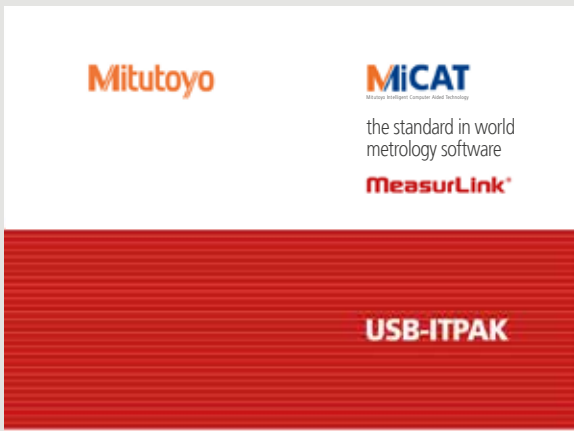 Mitutoyo
MiCAT
Mitutoyo Intelligent Computer Aided Technology
the standard in world
metrology software
MeasurLink®
USB-ITPAK